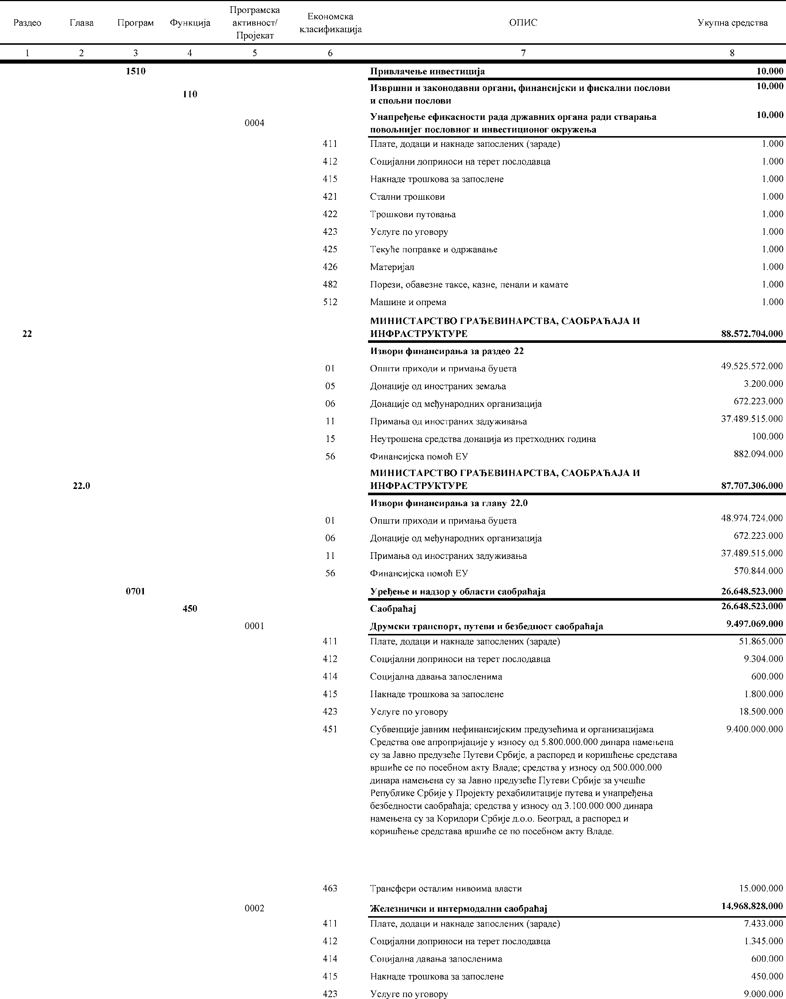 Раздео Глава Програм Функција Програмска активност/ Пројекат Економска класификација ОПИС Укупна средства
1 2 3 4 5 6 7 8
1510 Привлачење инвестиција 10.000
110 Извршни и законодавни органи, финансијски и фискални послови 10.000
и спољни послови
0004 Унапређење ефикасности рада државних органа ради стварања 10.000
повољнијег пословног и инвестиционог окружења
411 Плате, додаци и накнаде запослених (зараде) 1.000
412 Социјални доприноси на терет послодавца 1.000
415 Накнаде трошкова за запослене 1.000
421 Стални трошкови 1.000
422 Трошкови путовања 1.000
423 Услуге по уговору 1.000
425 Текуће поправке и одржавање 1.000
426 Материјал 1.000
482 Порези, обавезне таксе, казне, пенали и камате 1.000
512 Машине и опрема 1.000
МИНИСТАРСТВО ГРАЂЕВИНАРСТВА, САОБРАЋАЈА И
22 ИНФРАСТРУКТУРЕ 88.572.704.000
Извори финансирања за раздео 22
01 Општи приходи и примања буџета 49.525.572.000
05 Донације од иностраних земаља 3.200.000
06 Донације од међународних организација 672.223.000
11 Примања од иностраних задуживања 37.489.515.000
15 Неутрошена средства донација из претходних година 100.000
56 Финансијска помоћ ЕУ 882.094.000
МИНИСТАРСТВО ГРАЂЕВИНАРСТВА, САОБРАЋАЈА И
22.0 ИНФРАСТРУКТУРЕ 87.707.306.000
Извори финансирања за главу 22.0
01 Општи приходи и примања буџета 48.974.724.000
06 Донације од међународних организација 672.223.000
11 Примања од иностраних задуживања 37.489.515.000
56 Финансијска помоћ ЕУ 570.844.000
0701 Уређење и надзор у области саобраћаја 26.648.523.000
450 Саобраћај 26.648.523.000
0001 Друмски транспорт, путеви и безбедност саобраћаја 9.497.069.000
411 Плате, додаци и накнаде запослених (зараде) 51.865.000
412 Социјални доприноси на терет послодавца 9.304.000
414 Социјална давања запосленима 600.000
415 Накнаде трошкова за запослене 1.800.000
423 Услуге по уговору 18.500.000
451 Субвенције јавним нефинансијским предузећима и организацијама 9.400.000.000
Средства ове апропријације у износу од 5.800.000.000 динара намењена
су за Јавно предузеће Путеви Србије, а распоред и коришћење средстава
вршиће се по посебном акту Владе; средства у износу од 500.000.000
динара намењена су за Јавно предузеће Путеви Србије за учешће
Републике Србије у Пројекту рехабилитације путева и унапређења
безбедности саобраћаја; средства у износу од 3.100.000.000 динара
намењена су за Коридори Србије д.о.о. Београд, а распоред и
коришћење средстава вршиће се по посебном акту Владе.
463 Трансфери осталим нивоима власти 15.000.000
0002 Железнички и интермодални саобраћај 14.968.828.000
411 Плате, додаци и накнаде запослених (зараде) 7.433.000
412 Социјални доприноси на терет послодавца 1.345.000
414 Социјална давања запосленима 600.000
415 Накнаде трошкова за запослене 450.000
423 Услуге по уговору 9.000.000